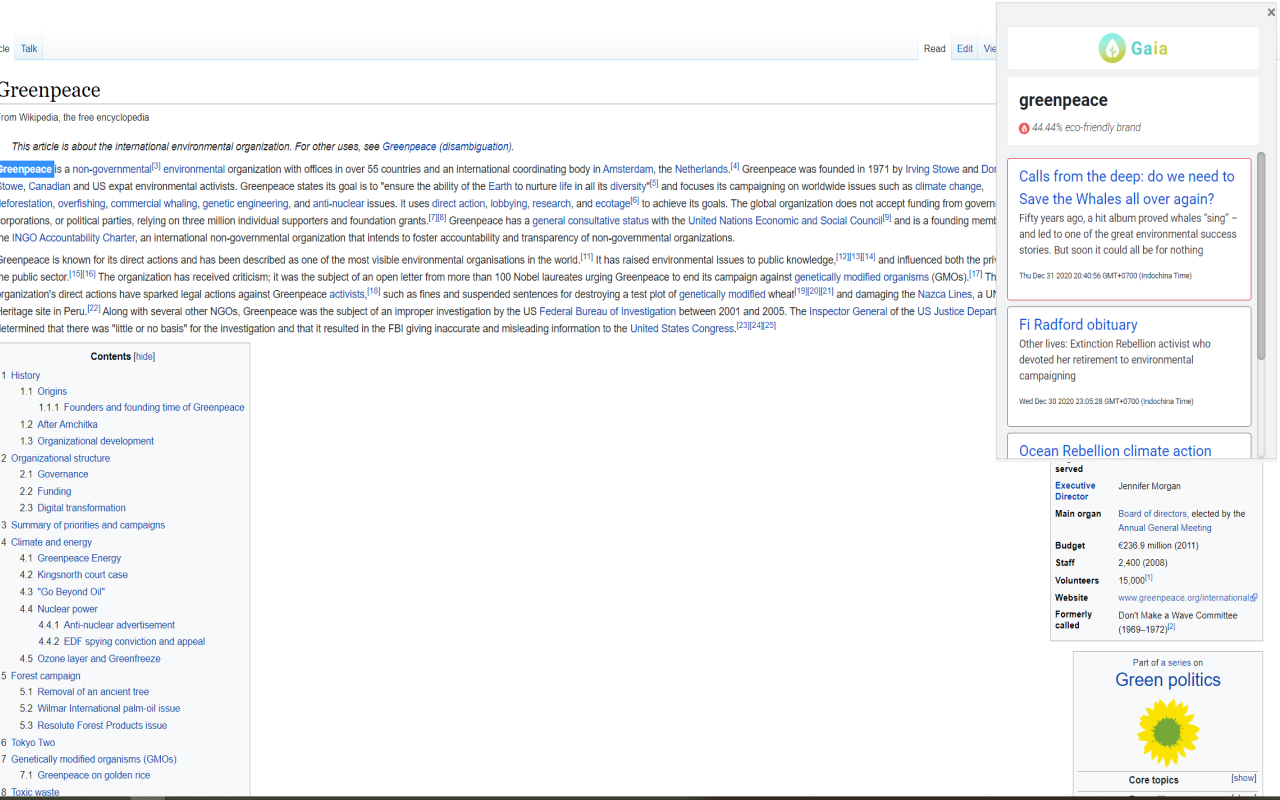 cle Talk Read Edit Vie
Greenpeace
From Wikipedia, the free encyclopedia
This article is about the international environmental organization. For other uses, see Greenpeace (disambiguation).
Greenpeace is a non-governmental[3] environmental organization with offices in over 55 countries and an international coordinating body in Amsterdam, the Netherlands.[4] Greenpeace was founded in 1971 by Irving Stowe and Dor
Stowe, Canadian and US expat environmental activists. Greenpeace states its goal is to "ensure the ability of the Earth to nurture life in all its diversity"[5] and focuses its campaigning on worldwide issues such as climate change,
deforestation, overfishing, commercial whaling, genetic engineering, and anti-nuclear issues. It uses direct action, lobbying, research, and ecotage[6] to achieve its goals. The global organization does not accept funding from govern
corporations, or political parties, relying on three million individual supporters and foundation grants.[7][8] Greenpeace has a general consultative status with the United Nations Economic and Social Council[9] and is a founding memb
the INGO Accountability Charter, an international non-governmental organization that intends to foster accountability and transparency of non-governmental organizations.
Greenpeace is known for its direct actions and has been described as one of the most visible environmental organisations in the world.[11] It has raised environmental issues to public knowledge,[12][13][14] and influenced both the priv
the public sector.[15][16] The organization has received criticism; it was the subject of an open letter from more than 100 Nobel laureates urging Greenpeace to end its campaign against genetically modified organisms (GMOs).[17] Th
organization's direct actions have sparked legal actions against Greenpeace activists,[18] such as fines and suspended sentences for destroying a test plot of genetically modified wheat[19][20][21] and damaging the Nazca Lines, a UN
Heritage site in Peru.[22] Along with several other NGOs, Greenpeace was the subject of an improper investigation by the US Federal Bureau of Investigation between 2001 and 2005. The Inspector General of the US Justice Depart
determined that there was "little or no basis" for the investigation and that it resulted in the FBI giving inaccurate and misleading information to the United States Congress.[23][24][25]
Contents [hide]
1 History
1.1 Origins
1.1.1 Founders and founding time of Greenpeace
1.2 After Amchitka
1.3 Organizational development
2 Organizational structure
2.1 Governance
2.2 Funding
2.3 Digital transformation
3 Summary of priorities and campaigns
4 Climate and energy
4.1 Greenpeace Energy
4.2 Kingsnorth court case
4.3 "Go Beyond Oil"
4.4 Nuclear power
4.4.1 Anti-nuclear advertisement
4.4.2 EDF spying conviction and appeal
4.5 Ozone layer and Greenfreeze
5 Forest campaign
5.1 Removal of an ancient tree
5.2 Wilmar International palm-oil issue
5.3 Resolute Forest Products issue
6 Tokyo Two
7 Genetically modified organisms (GMOs)
7.1 Greenpeace on golden rice
8 Toxic waste
×
Gaia
greenpeace
44.44% eco-friendly brand
Calls from the deep: do we need to
Save the Whales all over again?
Fifty years ago, a hit album proved whales “sing” –
and led to one of the great environmental success
stories. But soon it could all be for nothing
Thu Dec 31 2020 20:40:56 GMT+0700 (Indochina Time)
Fi Radford obituary
Other lives: Extinction Rebellion activist who
devoted her retirement to environmental
campaigning
Wed Dec 30 2020 23:05:28 GMT+0700 (Indochina Time)
Ocean Rebellion climate action
served
Executive Director Jennifer Morgan
Main organ Board of directors, elected by the
Annual General Meeting
Budget €236.9 million (2011)
Staff 2,400 (2008)
Volunteers 15,000[1]
Website www.greenpeace.org/international
Formerly called Don't Make a Wave Committee
(1969–1972)[2]
Part of a series on
Green politics
Core topics [show]